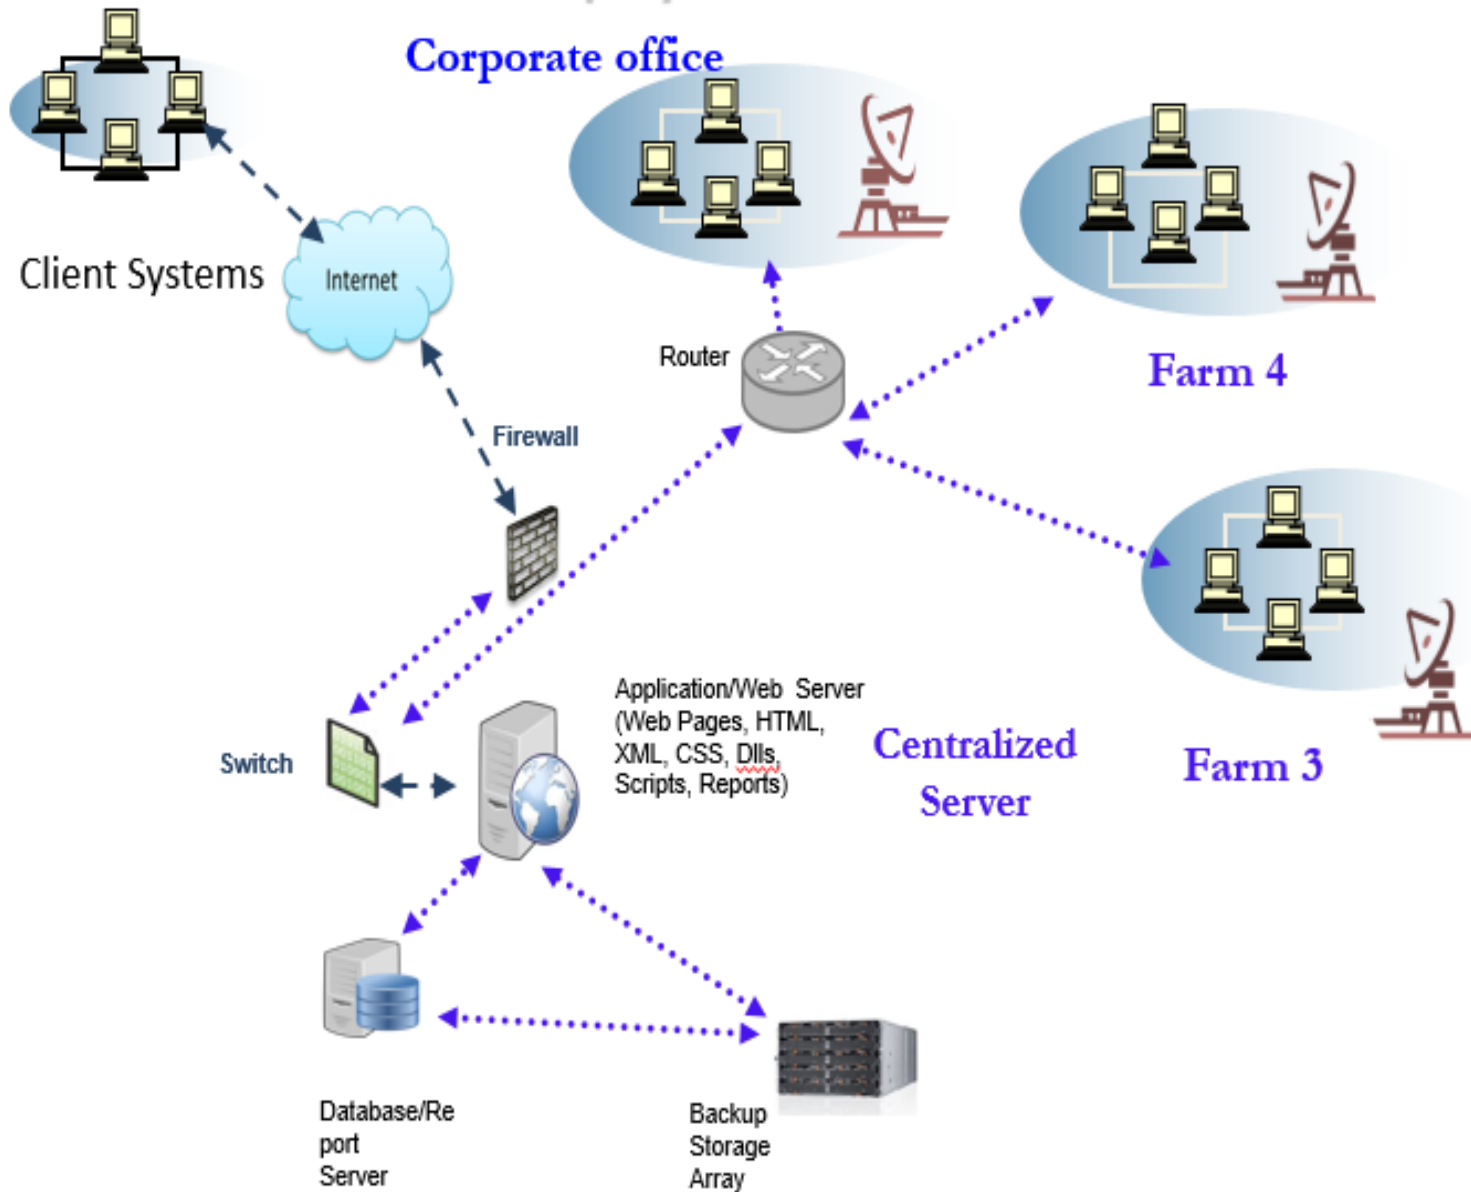 Corporate office
Client Systems
Internet
Router
Farm 4
Firewall
Application/Web Server
(Web Pages, HTML,
XML, CSS, Dlls,
Scripts, Reports)
Centralized
Server
Switch
Farm 3
Database/Re
port
Server
Backup
Storage
Array